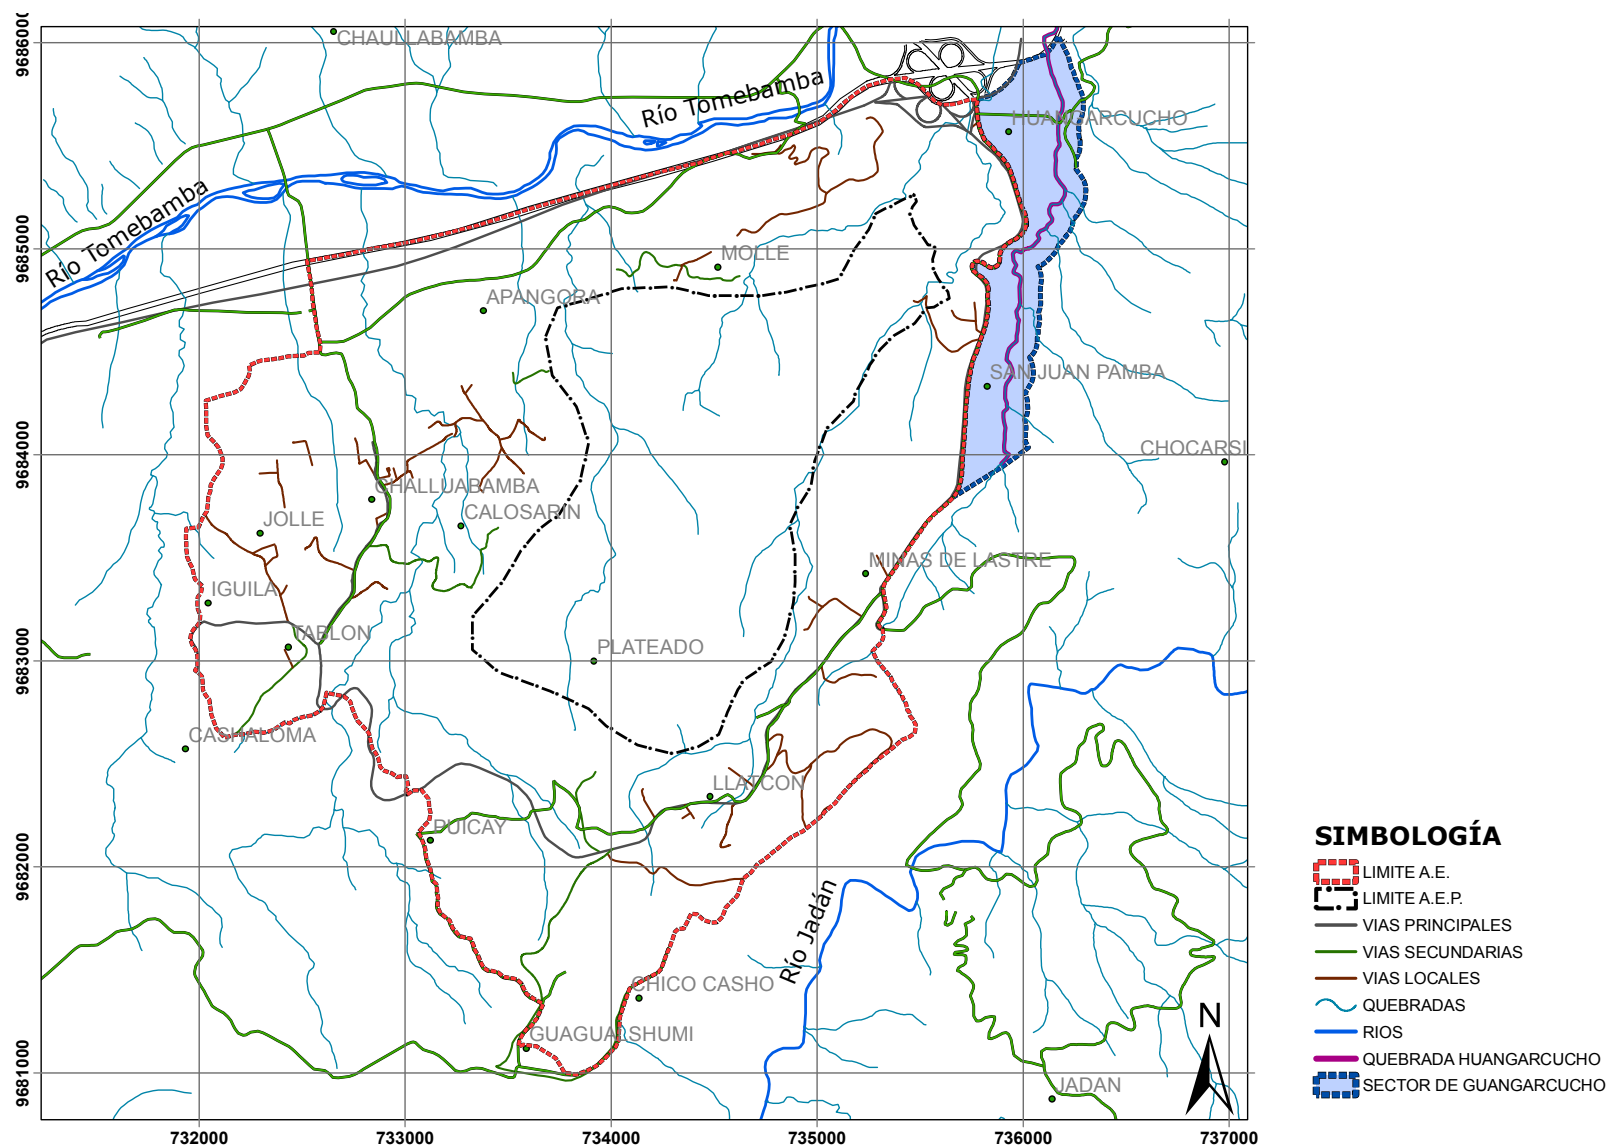 CHAULLABAMBA
Río Tomebamba
HUANGARCUCHO
Río Tomebamba
MOLLE
APANGORA
SAN JUAN PAMBA
CHOCARSI
CHALLUABAMBA
CALOSARIN
JOLLE
MINAS DE LASTRE
IGUILA
TABLON
PLATEADO
CASHALOMA
LLATCON
PUICAY
Río Jadán
CHICO CASHO
GUAGUALSHUMI
JADAN
N
9686000
9685000
9684000
9683000
9682000
9681000
732000
733000
734000
735000
736000
737000
SIMBOLOGÍA
LIMITE A.E.
LIMITE A.E.P.
VIAS PRINCIPALES
VIAS SECUNDARIAS
VIAS LOCALES
QUEBRADAS
RIOS
QUEBRADA HUANGARCUCHO
SECTOR DE GUANGARCUCHO